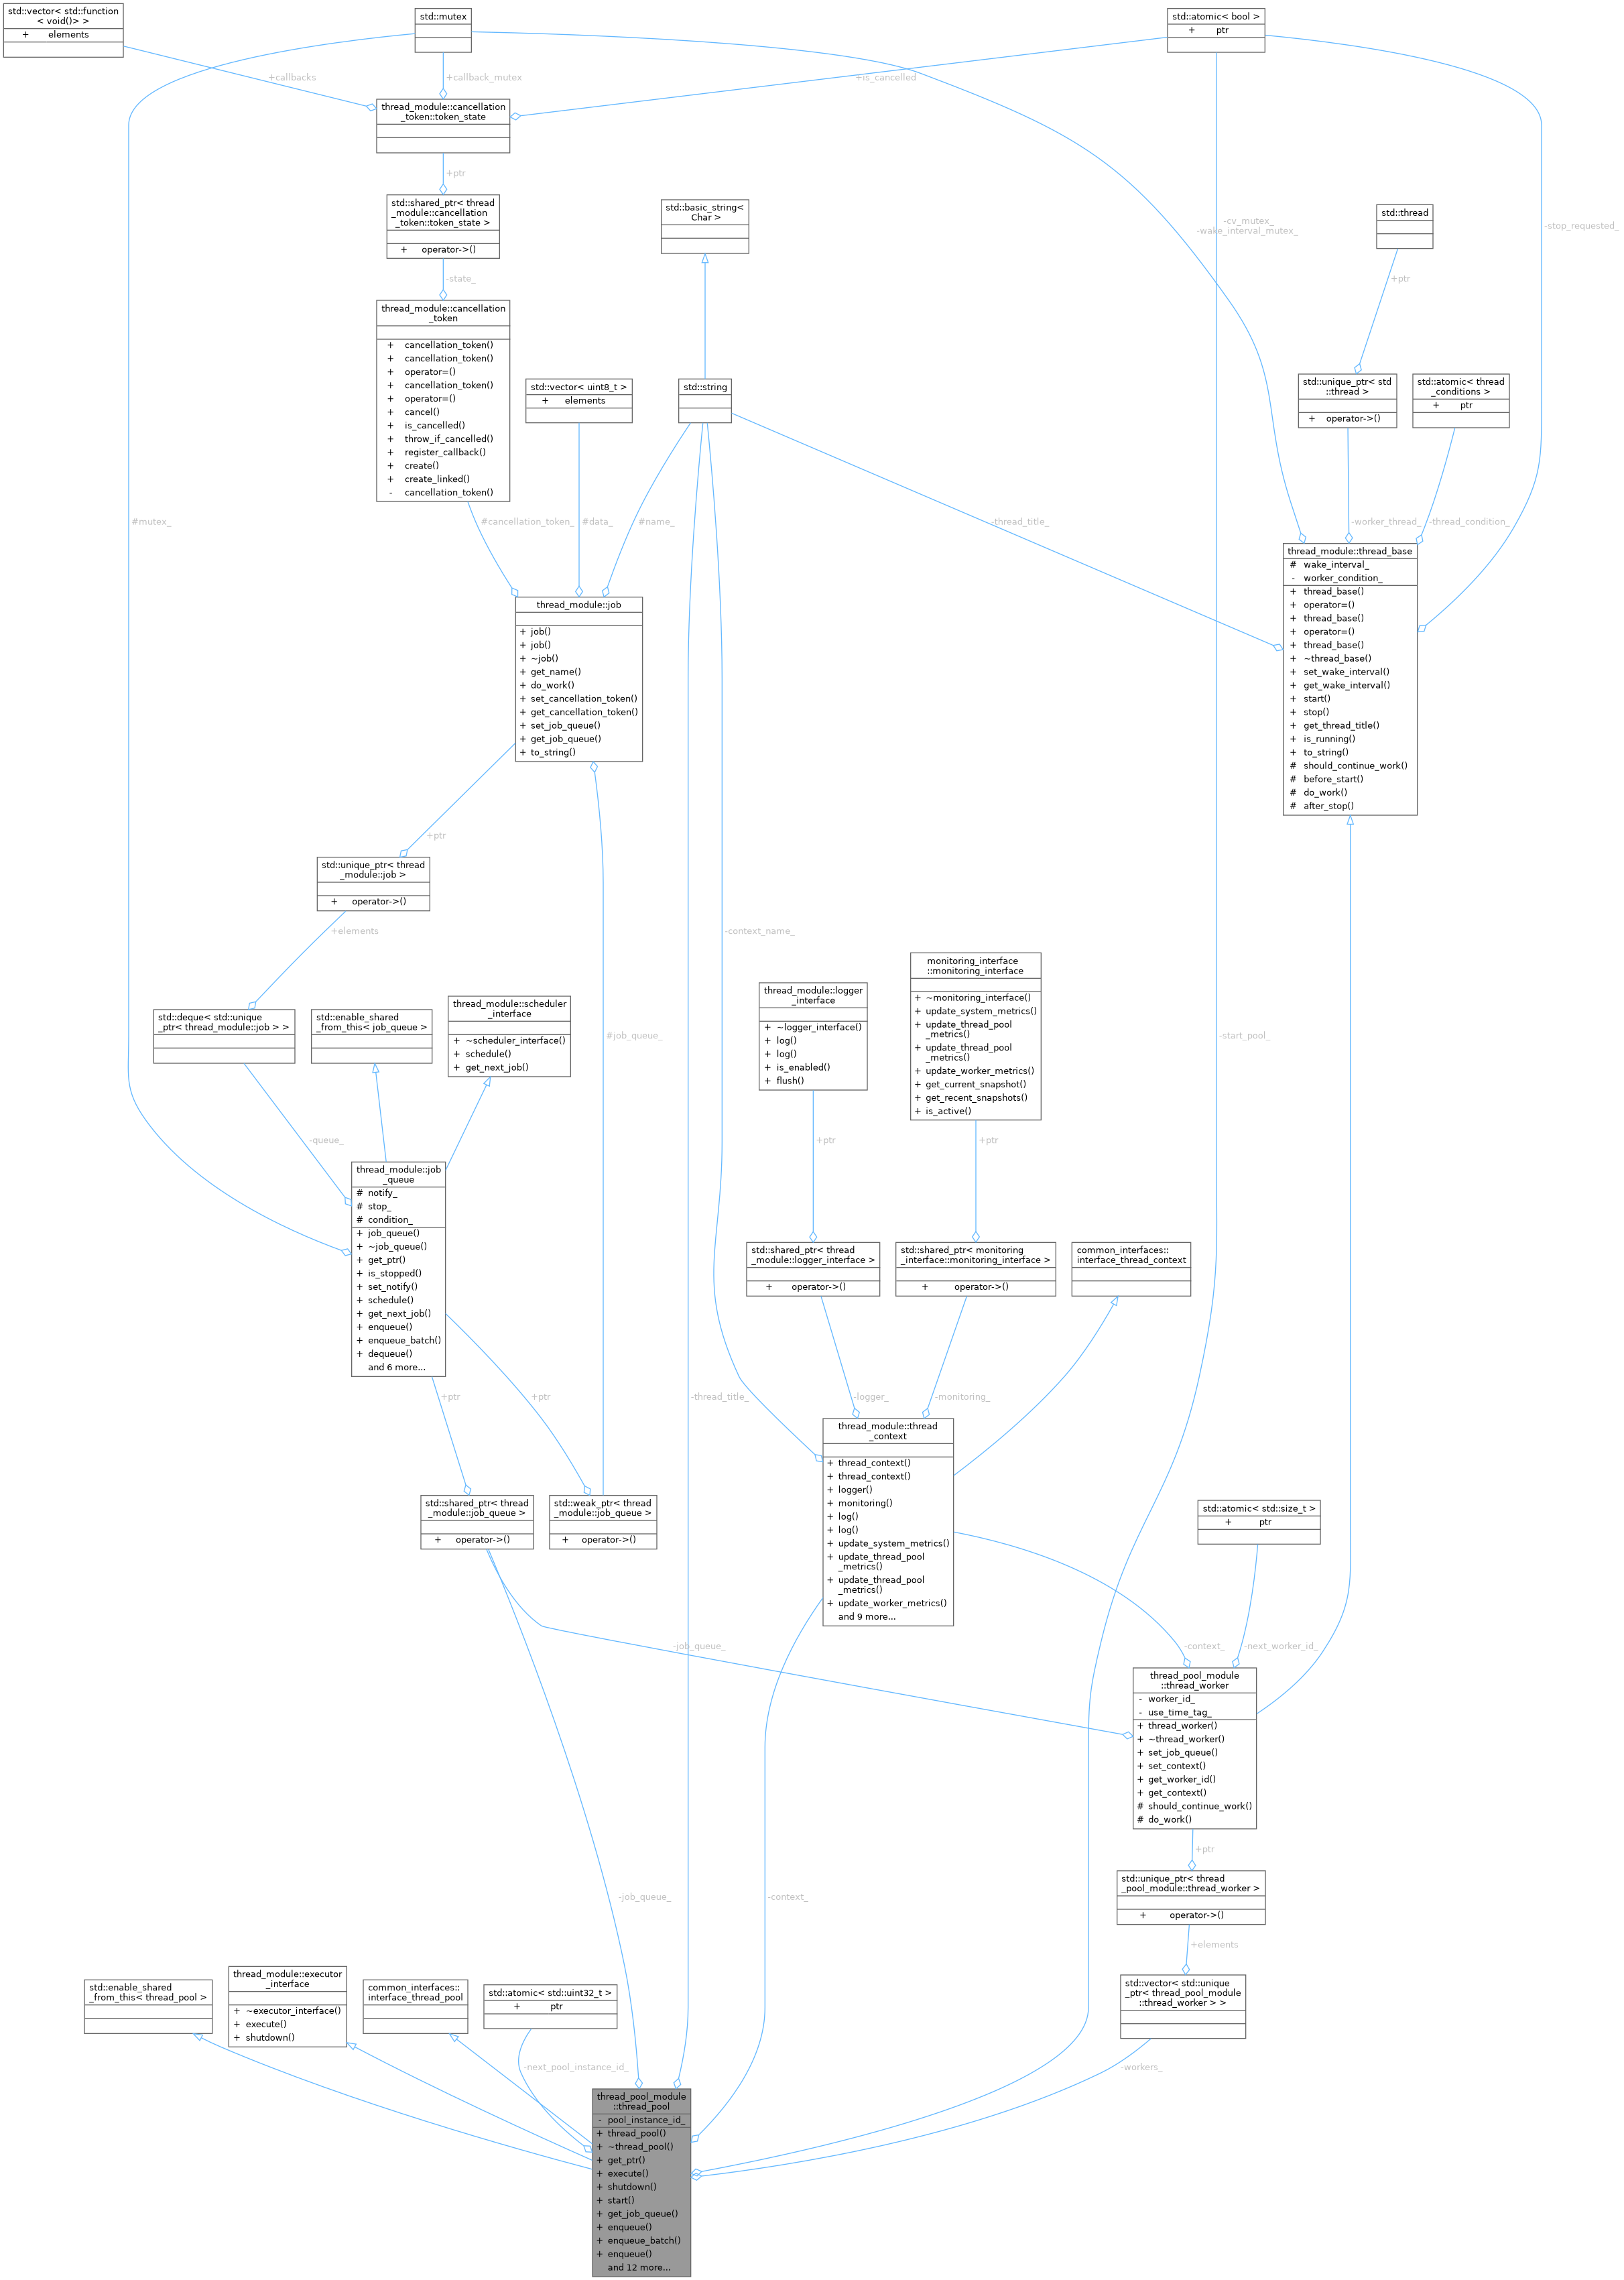 std::vector< std::function
< void()> >
+ elements
std::mutex
std::atomic< bool >
+ ptr
+callbacks
+callback_mutex
+is_cancelled
thread_module::cancellation
_token::token_state
+ptr
std::shared_ptr< thread
_module::cancellation
_token::token_state >
+ operator->()
std::basic_string<
Char >
std::thread
-cv_mutex_
-wake_interval_mutex_
-stop_requested_
-state_
+ptr
thread_module::cancellation
_token
+ cancellation_token()
+ cancellation_token()
+ operator=()
+ cancellation_token()
+ operator=()
+ cancel()
+ is_cancelled()
+ throw_if_cancelled()
+ register_callback()
+ create()
+ create_linked()
- cancellation_token()
std::vector< uint8_t >
+ elements
std::string
std::unique_ptr< std
::thread >
+ operator->()
std::atomic< thread
_conditions >
+ ptr
#mutex_
#cancellation_token_
#data_
#name_
-thread_title_
-worker_thread_
-thread_condition_
thread_module::thread_base
# wake_interval_
- worker_condition_
+ thread_base()
+ operator=()
+ thread_base()
+ operator=()
+ thread_base()
+ ~thread_base()
+ set_wake_interval()
+ get_wake_interval()
+ start()
+ stop()
+ get_thread_title()
+ is_running()
+ to_string()
# should_continue_work()
# before_start()
# do_work()
# after_stop()
thread_module::job
+ job()
+ job()
+ ~job()
+ get_name()
+ do_work()
+ set_cancellation_token()
+ get_cancellation_token()
+ set_job_queue()
+ get_job_queue()
+ to_string()
+ptr
std::unique_ptr< thread
_module::job >
+ operator->()
+elements
-context_name_
std::deque< std::unique
_ptr< thread_module::job > >
std::enable_shared
_from_this< job_queue >
thread_module::scheduler
_interface
+ ~scheduler_interface()
+ schedule()
+ get_next_job()
#job_queue_
thread_module::logger
_interface
+ ~logger_interface()
+ log()
+ log()
+ is_enabled()
+ flush()
monitoring_interface
::monitoring_interface
+ ~monitoring_interface()
+ update_system_metrics()
+ update_thread_pool
_metrics()
+ update_thread_pool
_metrics()
+ update_worker_metrics()
+ get_current_snapshot()
+ get_recent_snapshots()
+ is_active()
-start_pool_
-queue_
+ptr
+ptr
thread_module::job
_queue
# notify_
# stop_
# condition_
+ job_queue()
+ ~job_queue()
+ get_ptr()
+ is_stopped()
+ set_notify()
+ schedule()
+ get_next_job()
+ enqueue()
+ enqueue_batch()
+ dequeue()
and 6 more...
std::shared_ptr< thread
_module::logger_interface >
+ operator->()
std::shared_ptr< monitoring
_interface::monitoring_interface >
+ operator->()
common_interfaces::
interface_thread_context
+ptr
+ptr
-thread_title_
-logger_
-monitoring_
thread_module::thread
_context
+ thread_context()
+ thread_context()
+ logger()
+ monitoring()
+ log()
+ log()
+ update_system_metrics()
+ update_thread_pool
_metrics()
+ update_thread_pool
_metrics()
+ update_worker_metrics()
and 9 more...
std::shared_ptr< thread
_module::job_queue >
+ operator->()
std::weak_ptr< thread
_module::job_queue >
+ operator->()
std::atomic< std::size_t >
+ ptr
-job_queue_
-context_
-next_worker_id_
thread_pool_module
::thread_worker
- worker_id_
- use_time_tag_
+ thread_worker()
+ ~thread_worker()
+ set_job_queue()
+ set_context()
+ get_worker_id()
+ get_context()
# should_continue_work()
# do_work()
+ptr
std::unique_ptr< thread
_pool_module::thread_worker >
+ operator->()
-job_queue_
-context_
+elements
std::enable_shared
_from_this< thread_pool >
thread_module::executor
_interface
+ ~executor_interface()
+ execute()
+ shutdown()
common_interfaces::
interface_thread_pool
std::atomic< std::uint32_t >
+ ptr
std::vector< std::unique
_ptr< thread_pool_module
::thread_worker > >
-next_pool_instance_id_
-workers_
thread_pool_module
::thread_pool
- pool_instance_id_
+ thread_pool()
+ ~thread_pool()
+ get_ptr()
+ execute()
+ shutdown()
+ start()
+ get_job_queue()
+ enqueue()
+ enqueue_batch()
+ enqueue()
and 12 more...